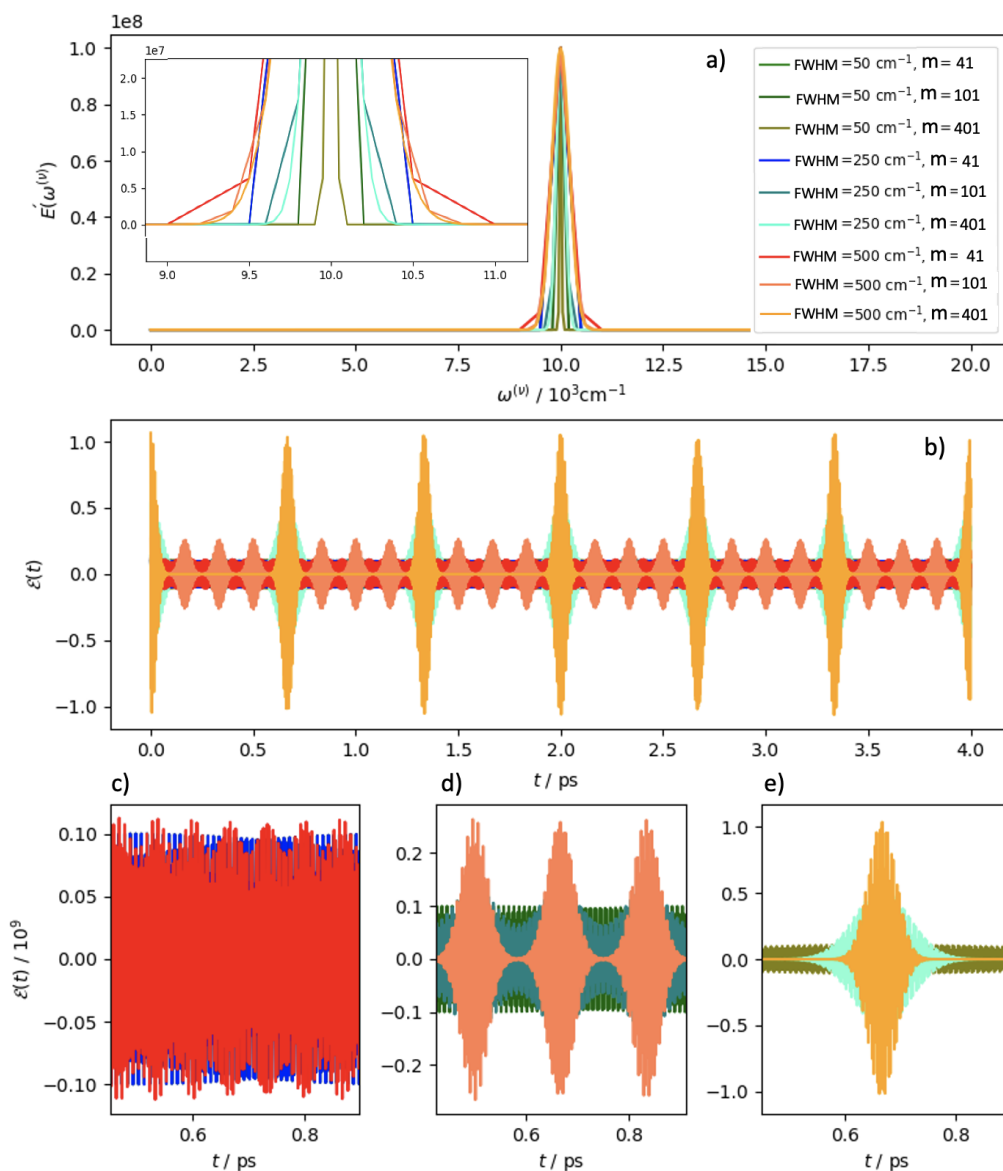 1e8
a)
1.0
0.8
0.6
0.4
0.2
0.0
E′(ω⁽ᵛ⁾)
1e7
2.0
1.5
1.0
0.5
0.0
9.0 9.5 10.0 10.5 11.0
FWHM =50 cm⁻¹, m= 41
FWHM =50 cm⁻¹, m=101
FWHM =50 cm⁻¹, m=401
FWHM =250 cm⁻¹, m= 41
FWHM =250 cm⁻¹, m=101
FWHM =250 cm⁻¹, m=401
FWHM =500 cm⁻¹, m= 41
FWHM =500 cm⁻¹, m=101
FWHM =500 cm⁻¹, m=401
0.0 2.5 5.0 7.5 10.0 12.5 15.0 17.5 20.0
ω⁽ᵛ⁾ / 10³cm⁻¹
b)
1.0
0.5
0.0
−0.5
−1.0
ℰ(t)
0.0 0.5 1.0 1.5 2.0 2.5 3.0 3.5 4.0
t / ps
c)
0.10
0.05
0.00
−0.05
−0.10
ℰ(t) / 10⁹
0.6 0.8
t / ps
d)
0.2
0.1
0.0
−0.1
−0.2
0.6 0.8
t / ps
e)
1.0
0.5
0.0
−0.5
−1.0
0.6 0.8
t / ps